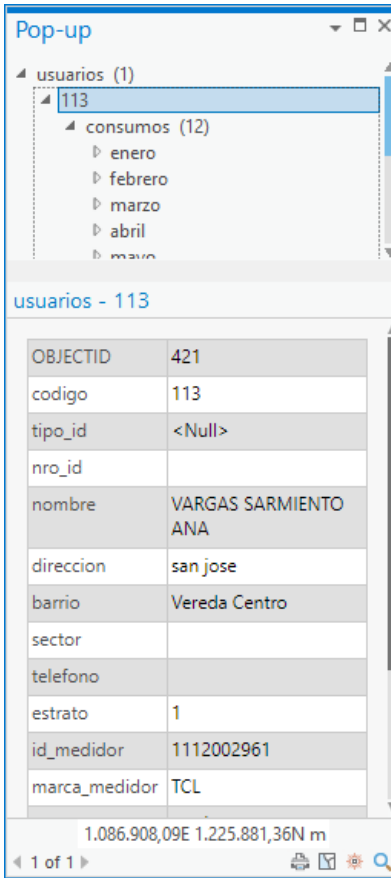 Pop-up
usuarios (1)
113
consumos (12)
enero
febrero
marzo
abril
mayo
usuarios - 113
OBJECTID 421
codigo 113
tipo_id <Null>
nro_id
nombre VARGAS SARMIENTO
ANA
direccion san jose
barrio Vereda Centro
sector
telefono
estrato 1
id_medidor 1112002961
marca_medidor TCL
1.086.908,09E 1.225.881,36N m
1 of 1